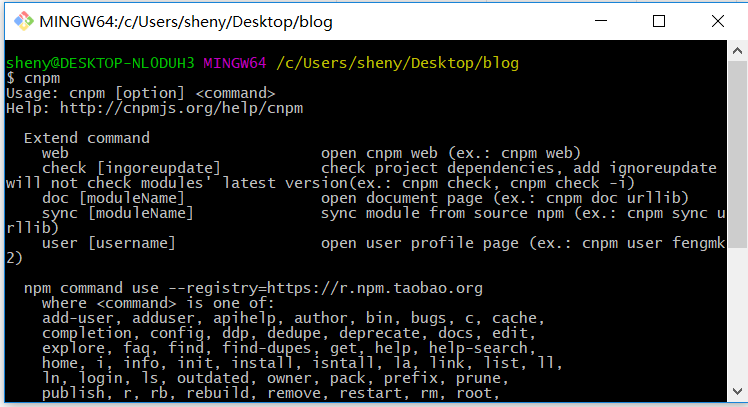 MINGW64:/c/Users/sheny/Desktop/blog
sheny@DESKTOP-NLODUH3 MINGW64 /c/Users/sheny/Desktop/blog
$ cnpm
Usage: cnpm [option] <command>
Help: http://cnpmjs.org/help/cnpm
Extend command
web open cnpm web (ex.: cnpm web)
check [ingoreupdate] check project dependencies, add ignoreupdate
will not check modules' latest version(ex.: cnpm check, cnpm check -i)
doc [moduleName] open document page (ex.: cnpm doc urllib)
sync [moduleName] sync module from source npm (ex.: cnpm sync u
rllib)
user [username] open user profile page (ex.: cnpm user fengmk
2)
npm command use --registry=https://r.npm.taobao.org
where <command> is one of:
add-user, adduser, apihelp, author, bin, bugs, c, cache,
completion, config, ddp, dedupe, deprecate, docs, edit,
explore, faq, find, find-dupes, get, help, help-search,
home, i, info, init, install, isntall, la, link, list, ll,
ln, login, ls, outdated, owner, pack, prefix, prune,
publish, r, rb, rebuild, remove, restart, rm, root,